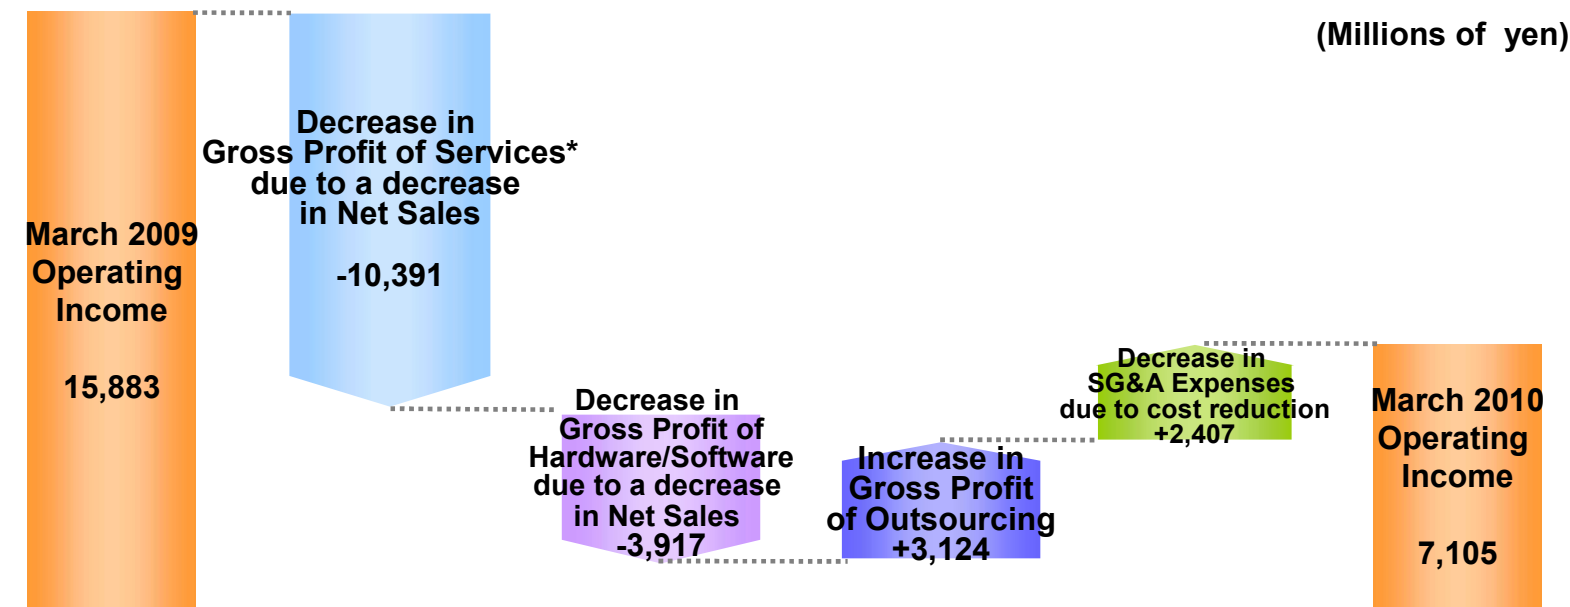 (Millions of yen)
March 2009
Operating
Income
15,883
Decrease in
Gross Profit of Services*
due to a decrease
in Net Sales
-10,391
Decrease in
Gross Profit of
Hardware/Software
due to a decrease
in Net Sales
-3,917
Increase in
Gross Profit
of Outsourcing
+3,124
Decrease in
SG&A Expenses
due to cost reduction
+2,407
March 2010
Operating
Income
7,105